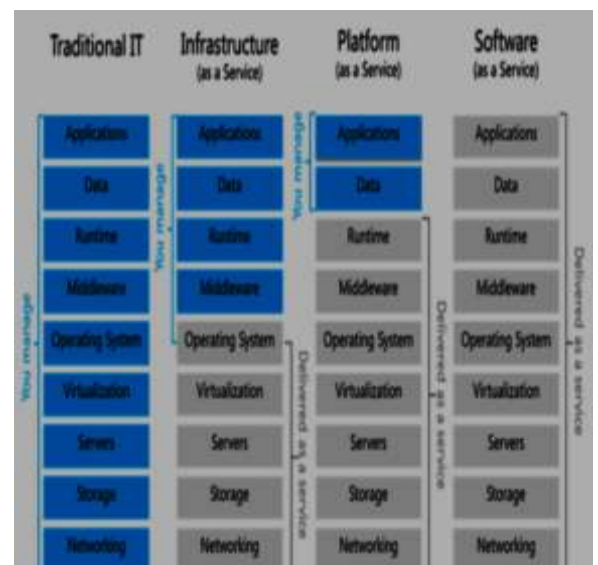 Traditional IT
Infrastructure
(as a Service)
Platform
(as a Service)
Software
(as a Service)
Applications
Applications
Applications
Applications
Data
Data
Data
Data
Runtime
Runtime
Runtime
Runtime
Middleware
Middleware
Middleware
Middleware
Operating System
Operating System
Operating System
Operating System
Virtualization
Virtualization
Virtualization
Virtualization
Servers
Servers
Servers
Servers
Storage
Storage
Storage
Storage
Networking
Networking
Networking
Networking
You manage
You manage
You manage
Delivered as a service
Delivered as a service
Delivered as a service